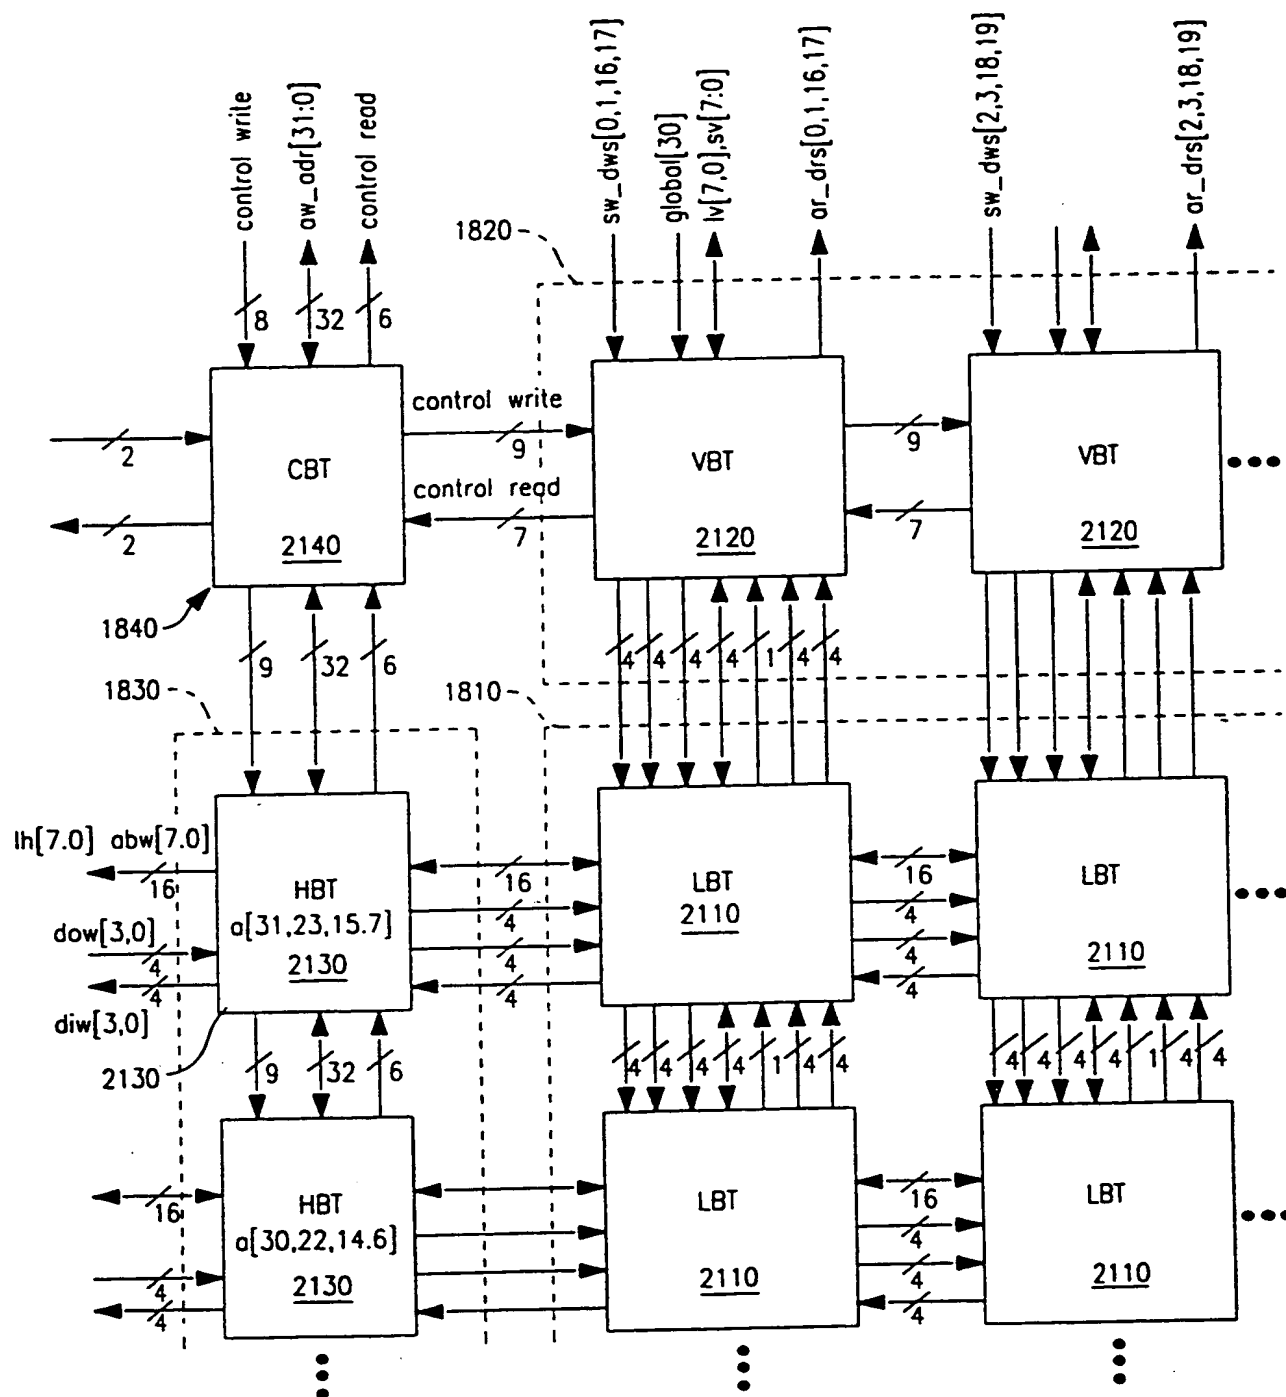 control write
aw_adr[31:0]
control read
sw_dws[0,1,16,17]
global[30]
lv[7,0],sv[7:0]
ar_drs[0,1,16,17]
sw_dws[2,3,18,19]
ar_drs[2,3,18,19]
1820
8
32
6
control write
2
9
9
CBT
VBT
VBT
control read
2
7
7
2140
2120
2120
1840
9
32
6
4
4
4
4
1
4
4
1830
1810
lh[7.0] abw[7.0]
16
HBT
16
LBT
16
LBT
a[31,23,15.7]
4
2110
4
dow[3,0]
4
2130
4
4
2110
4
4
4
diw[3,0]
2130
9
32
6
4
4
4
4
1
4
4
4
4
4
4
1
4
4
16
HBT
LBT
16
LBT
a[30,22,14.6]
4
4
2130
2110
4
2110
4
4